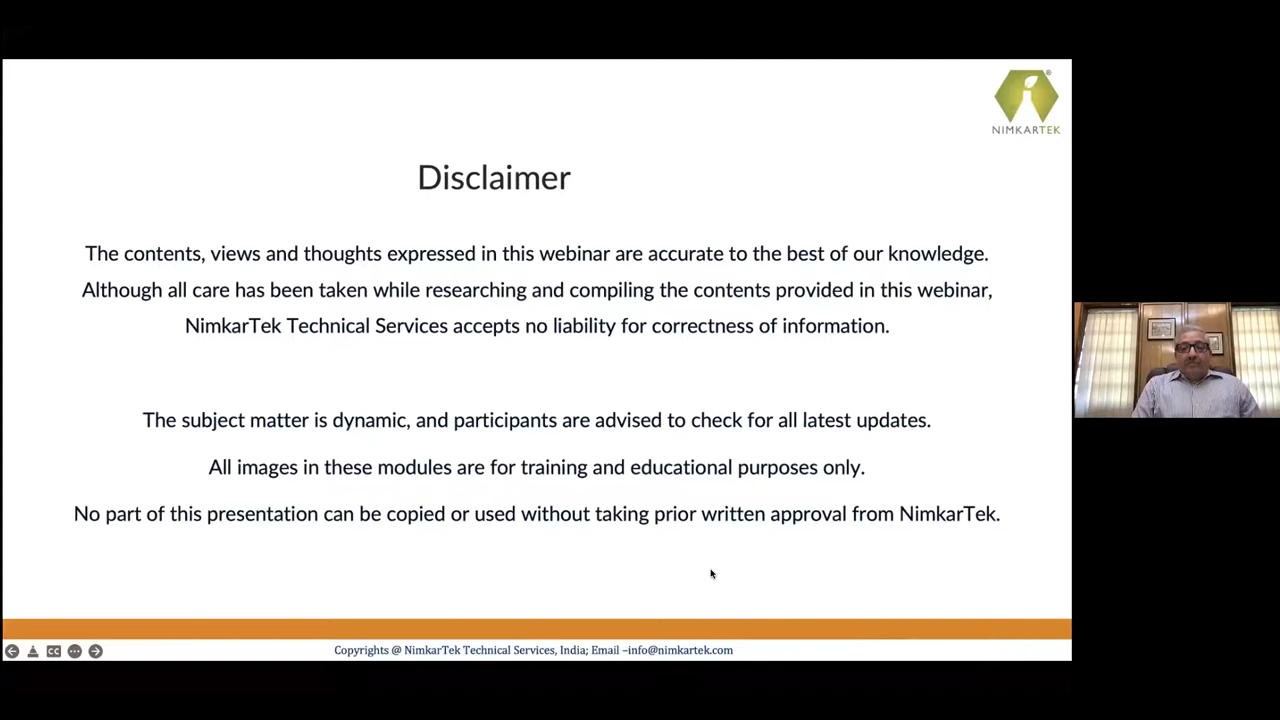 NIMKARTEK
Disclaimer
The contents, views and thoughts expressed in this webinar are accurate to the best of our knowledge.
Although all care has been taken while researching and compiling the contents provided in this webinar,
NimkarTek Technical Services accepts no liability for correctness of information.
The subject matter is dynamic, and participants are advised to check for all latest updates.
All images in these modules are for training and educational purposes only.
No part of this presentation can be copied or used without taking prior written approval from NimkarTek.
CC
Copyrights @ NimkarTek Technical Services, India; Email –info@nimkartek.com